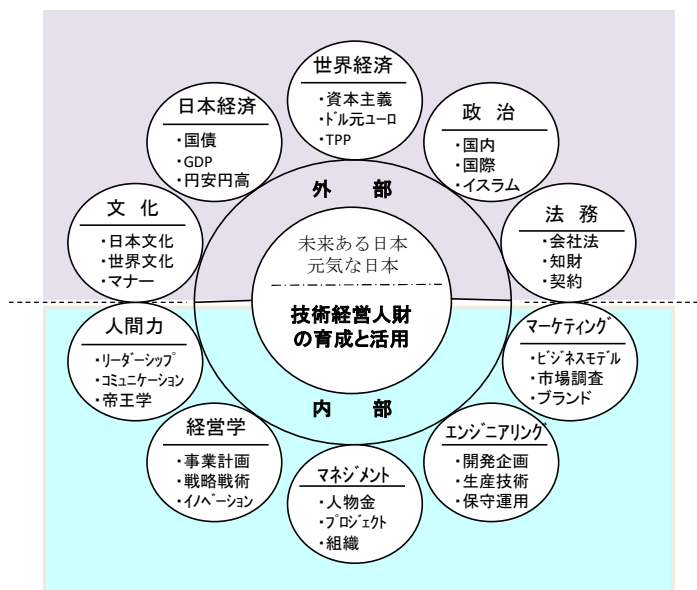 世界経済
・資本主義
・ﾄﾞﾙ元ﾕｰﾛ
・TPP
日本経済
・国債
・GDP
・円安円高
政 治
・国内
・国際
・イスラム
文 化
・日本文化
・世界文化
・マナー
法 務
・会社法
・知財
・契約
外 部
未来ある日本
元気な日本
技術経営人財
の育成と活用
内 部
人間力
・ﾘｰﾀﾞｰｼｯﾌﾟ
・ｺﾐｭﾆｹｰｼｮﾝ
・帝王学
マーケティング
・ﾋﾞｼﾞﾈｽﾓﾃﾞﾙ
・市場調査
・ブランド
経営学
・事業計画
・戦略戦術
・ｲﾉﾍﾞｰｼｮﾝ
エンジニアリング
・開発企画
・生産技術
・保守運用
マネジメント
・人物金
・ﾌﾟﾛｼﾞｪｸﾄ
・組織